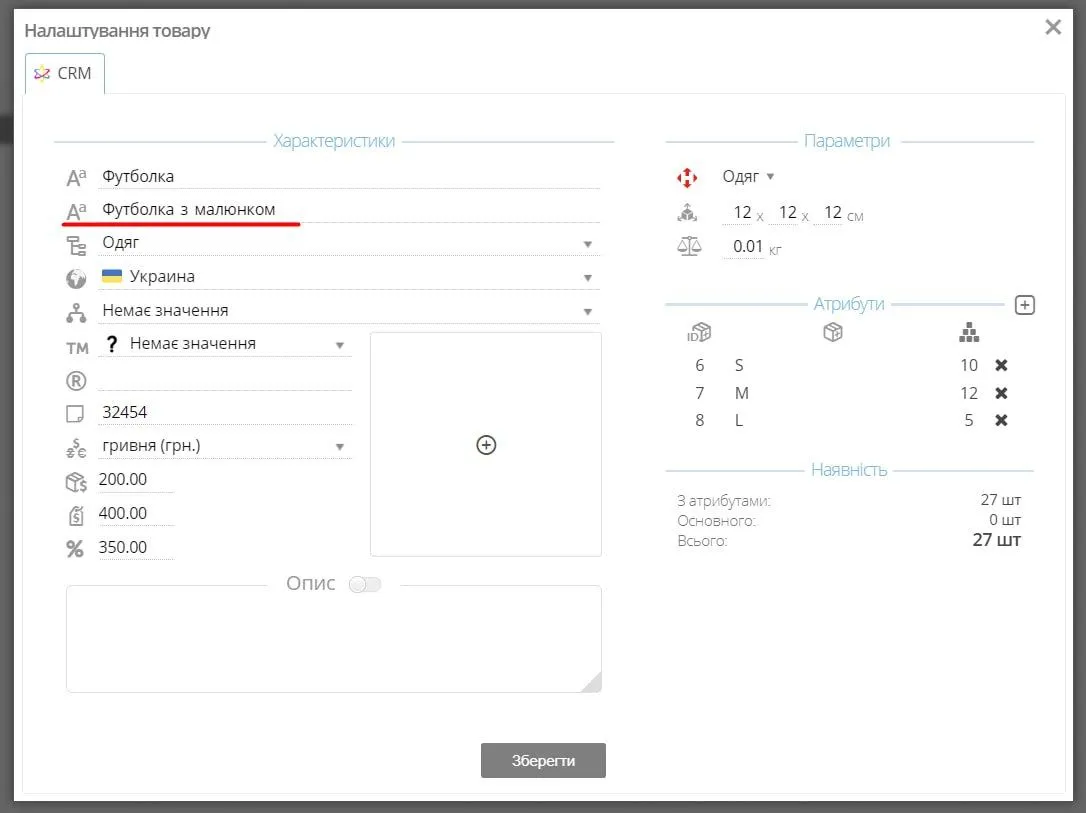 Налаштування товару
CRM
Характеристики
Аª Футболка
Аª Футболка з малюнком
Одяг
Украина
Немає значення
TM ? Немає значення
®
32454
гривня (грн.)
200.00
400.00
% 350.00
Опис
Параметри
Одяг
12 x 12 x 12 см
0.01 кг
Атрибути
ID
6 S 10
7 M 12
8 L 5
Наявність
З атрибутами: 27 шт
Основного: 0 шт
Всього: 27 шт
Зберегти